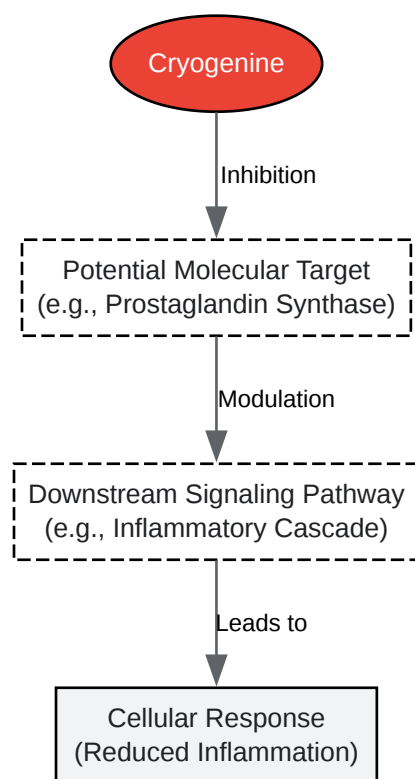 Cryogenine
Inhibition
Potential Molecular Target
(e.g., Prostaglandin Synthase)
Modulation
Downstream Signaling Pathway
(e.g., Inflammatory Cascade)
Leads to
Cellular Response
(Reduced Inflammation)